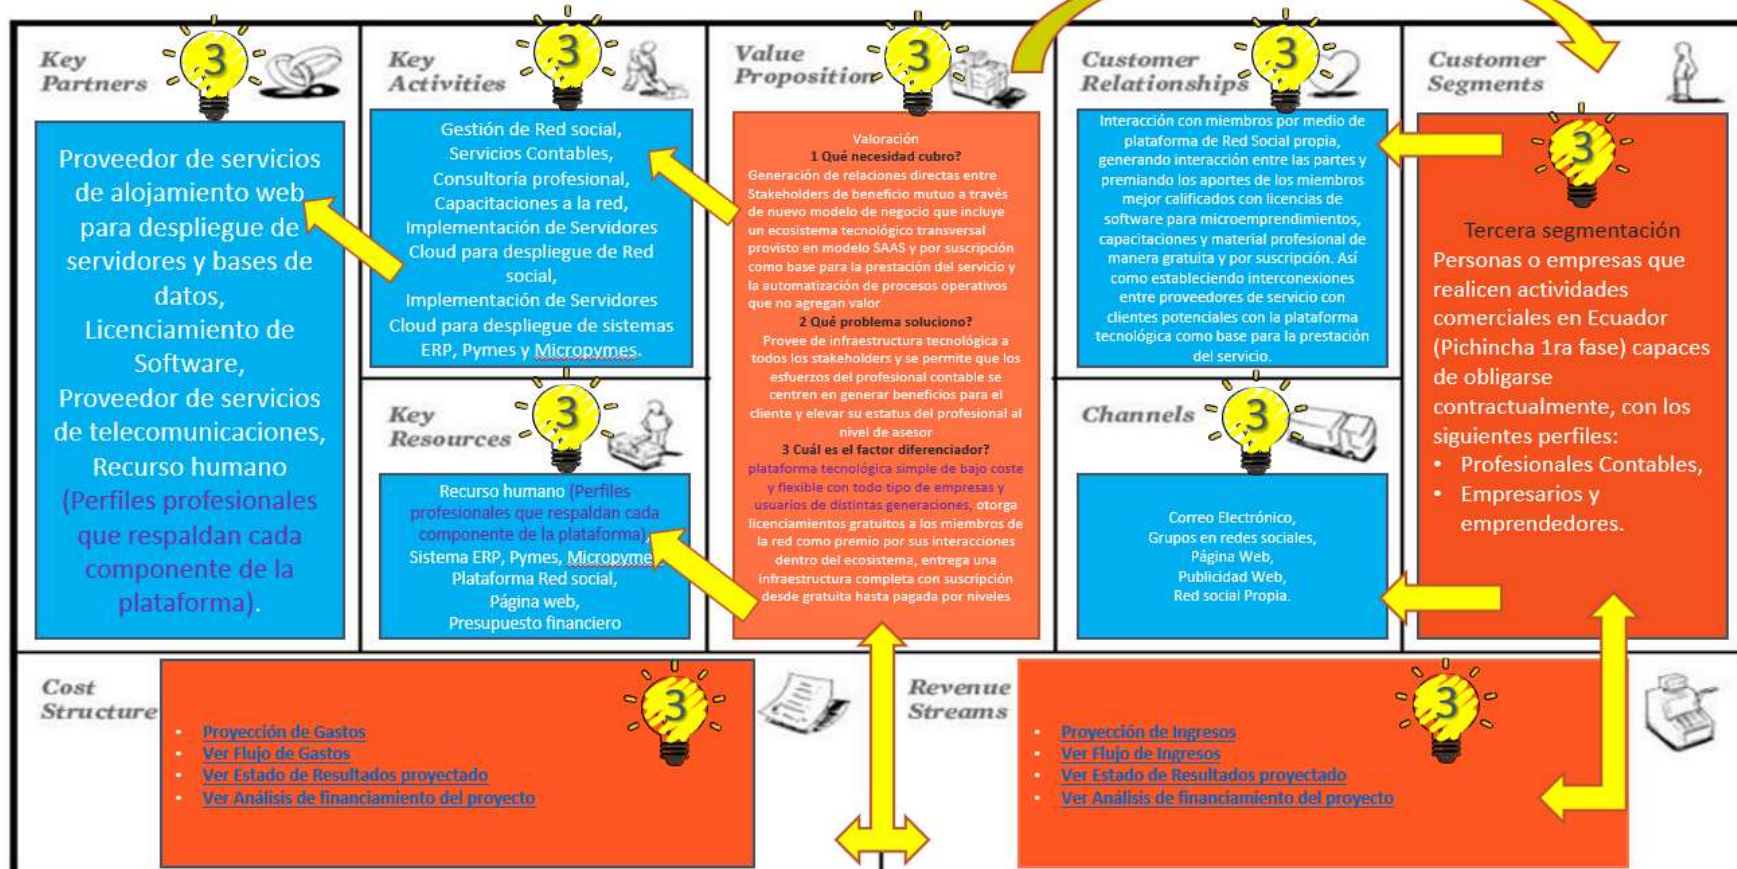 Key
Partners
3
Proveedor de servicios
de alojamiento web
para despliegue de
servidores y bases de
datos,
Licenciamiento de
Software,
Proveedor de servicios
de telecomunicaciones,
Recurso humano
(Perfiles profesionales
que respaldan cada
componente de la
plataforma).
Key
Activities
3
Gestión de Red social,
Servicios Contables,
Consultoría profesional,
Capacitaciones a la red,
Implementación de Servidores
Cloud para despliegue de Red
social,
Implementación de Servidores
Cloud para despliegue de sistemas
ERP, Pymes y Micropymes.
Key
Resources
3
Recurso humano (Perfiles
profesionales que respaldan cada
componente de la plataforma),
Sistema ERP, Pymes, Micropyme
Plataforma Red social,
Página web,
Presupuesto financiero
Value
Proposition
3
Valoración
1 Qué necesidad cubro?
Generación de relaciones directas entre
Stakeholders de beneficio mutuo a través
de nuevo modelo de negocio que incluye
un ecosistema tecnológico transversal
provisto en modelo SAAS y por suscripción
como base para la prestación del servicio y
la automatización de procesos operativos
que no agregan valor
2 Qué problema soluciono?
Provee de infraestructura tecnológica a
todos los stakeholders y se permite que los
esfuerzos del profesional contable se
centren en generar beneficios para el
cliente y elevar su estatus del profesional al
nivel de asesor
3 Cuál es el factor diferenciador?
plataforma tecnológica simple de bajo coste
y flexible con todo tipo de empresas y
usuarios de distintas generaciones, otorga
licenciamientos gratuitos a los miembros de
la red como premio por sus interacciones
dentro del ecosistema, entrega una
infraestructura completa con suscripción
desde gratuita hasta pagada por niveles
Customer
Relationships
3
Interacción con miembros por medio de
plataforma de Red Social propia,
generando interacción entre las partes y
premiando los aportes de los miembros
mejor calificados con licencias de
software para microemprendimientos,
capacitaciones y material profesional de
manera gratuita y por suscripción. Así
como estableciendo interconexiones
entre proveedores de servicio con
clientes potenciales con la plataforma
tecnológica como base para la prestación
del servicio.
Channels
3
Correo Electrónico,
Grupos en redes sociales,
Página Web,
Publicidad Web,
Red social Propia.
Customer
Segments
3
Tercera segmentación
Personas o empresas que
realicen actividades
comerciales en Ecuador
(Pichincha 1ra fase) capaces
de obligarse
contractualmente, con los
siguientes perfiles:
• Profesionales Contables,
• Empresarios y
emprendedores.
Cost
Structure
3
• Proyección de Gastos
• Ver Flujo de Gastos
• Ver Estado de Resultados proyectado
• Ver Análisis de financiamiento del proyecto
Revenue
Streams
3
• Proyección de Ingresos
• Ver Flujo de Ingresos
• Ver Estado de Resultados proyectado
• Ver Análisis de financiamiento del proyecto